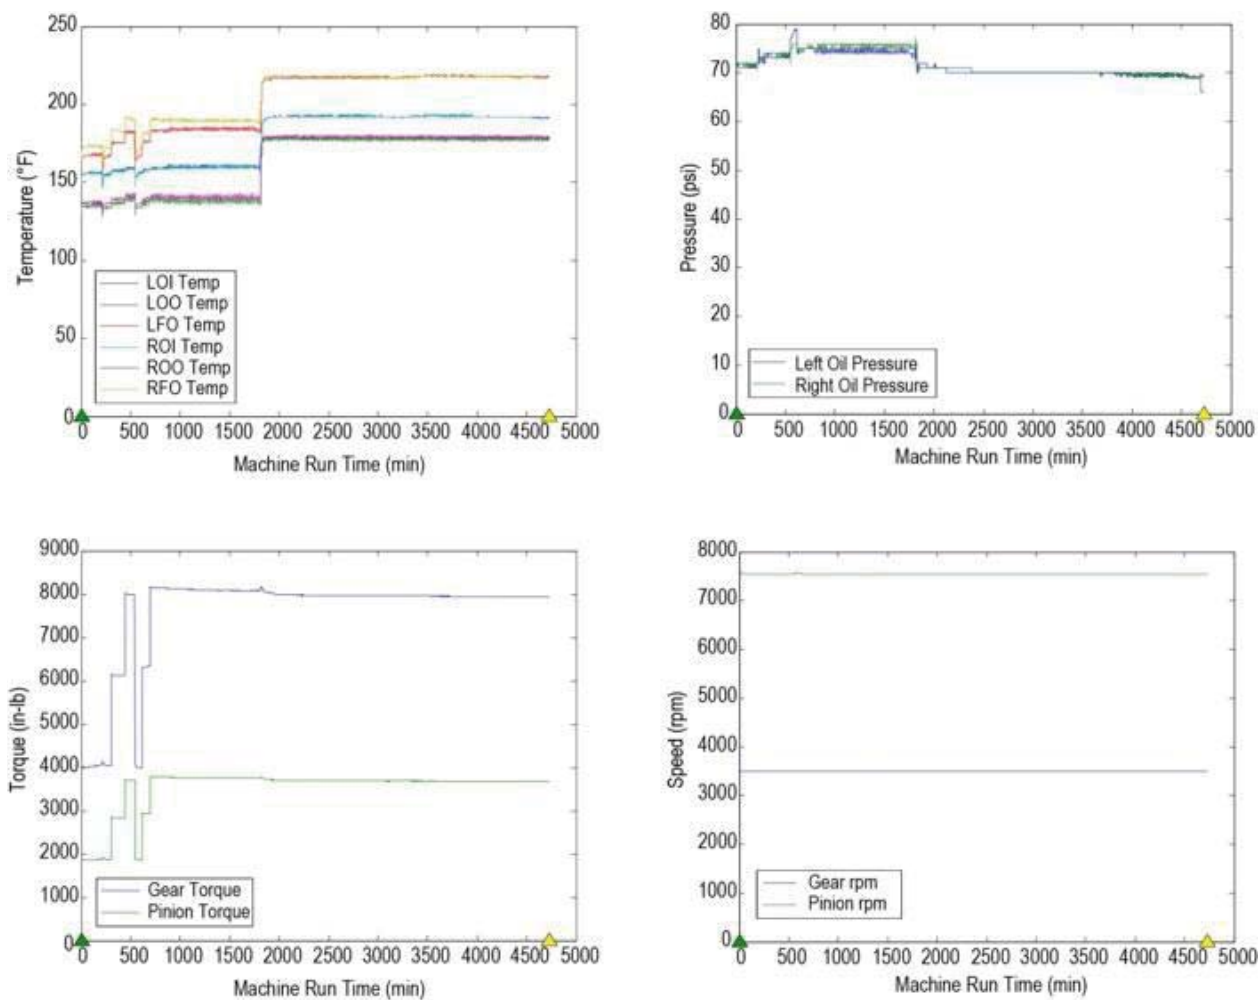 250
200
150
100
50
0
Temperature (°F)
LOI Temp
LOO Temp
LFO Temp
ROI Temp
ROO Temp
RFO Temp
0 500 1000 1500 2000 2500 3000 3500 4000 4500 5000
Machine Run Time (min)
80
70
60
50
40
30
20
10
0
Pressure (psi)
Left Oil Pressure
Right Oil Pressure
0 500 1000 1500 2000 2500 3000 3500 4000 4500 5000
Machine Run Time (min)
9000
8000
7000
6000
5000
4000
3000
2000
1000
0
Torque (in-lb)
Gear Torque
Pinion Torque
0 500 1000 1500 2000 2500 3000 3500 4000 4500 5000
Machine Run Time (min)
8000
7000
6000
5000
4000
3000
2000
1000
0
Speed (rpm)
Gear rpm
Pinion rpm
0 500 1000 1500 2000 2500 3000 3500 4000 4500 5000
Machine Run Time (min)